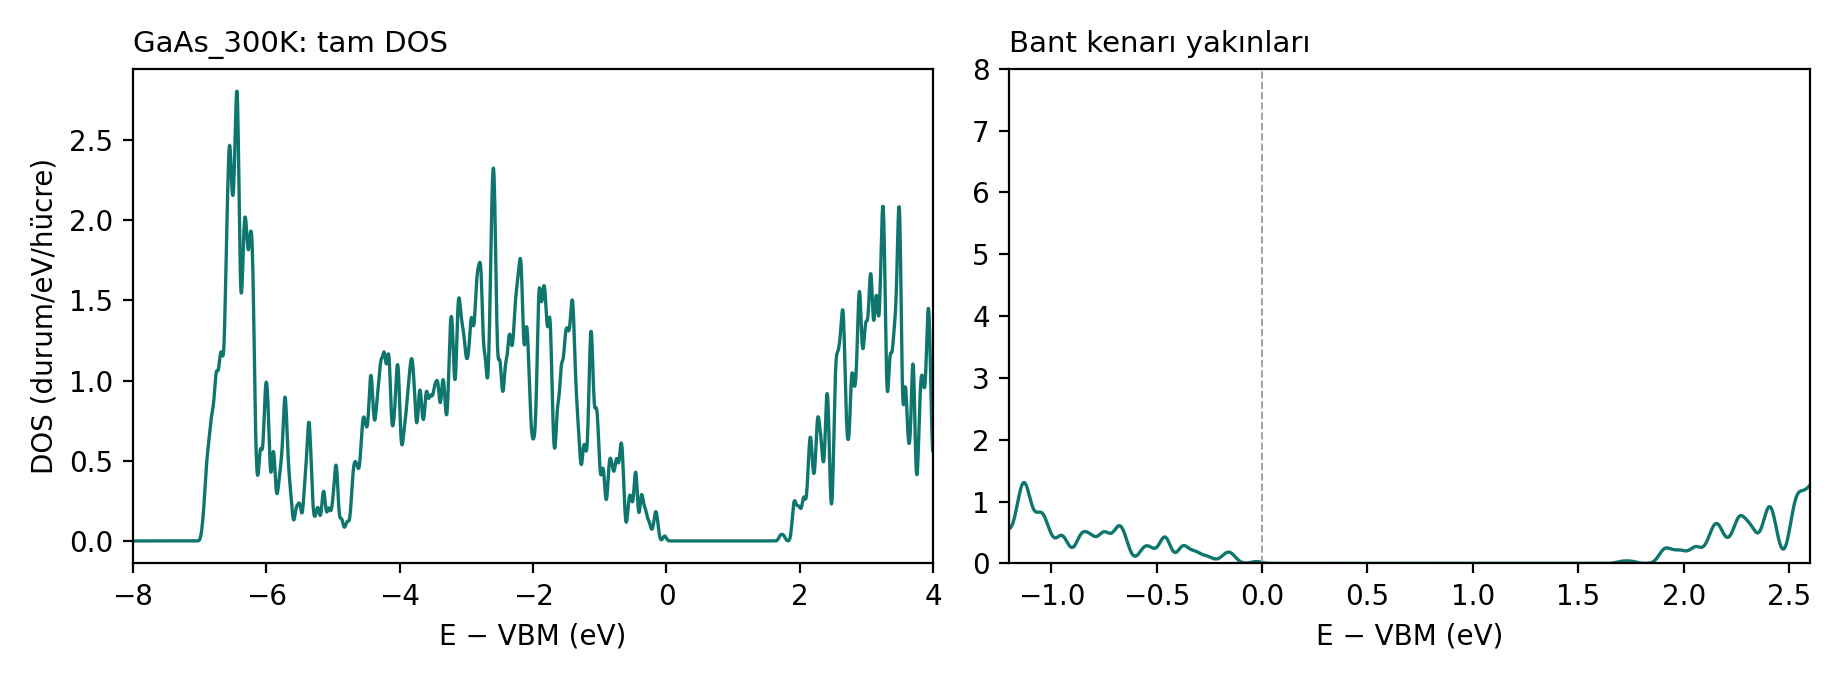 GaAs_300K: tam DOS
DOS (durum/eV/hücre)
2.5
2.0
1.5
1.0
0.5
0.0
−8 −6 −4 −2 0 2 4
E − VBM (eV)
Bant kenarı yakınları
8
7
6
5
4
3
2
1
0
−1.0 −0.5 0.0 0.5 1.0 1.5 2.0 2.5
E − VBM (eV)